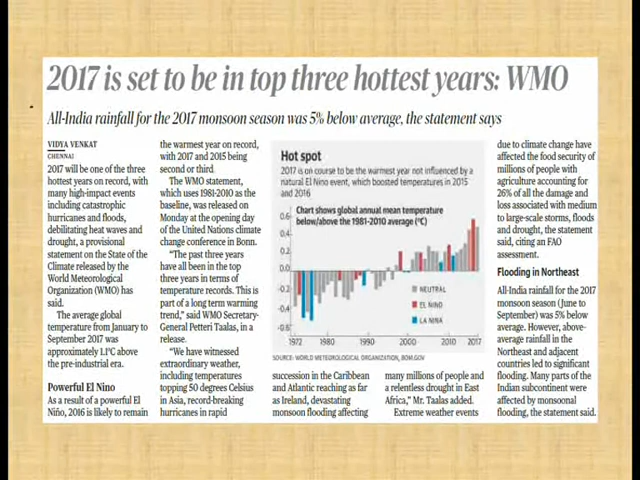 2017 is set to be in top three hottest years: WMO
All-India rainfall for the 2017 monsoon season was 5% below average, the statement says
VIDYA VENKAT
CHENNAI
2017 will be one of the three
hottest years on record, with
many high-impact events
including catastrophic
hurricanes and floods,
debilitating heat waves and
drought, a provisional
statement on the State of the
Climate released by the
World Meteorological
Organization (WMO) has
said.
The average global
temperature from January to
September 2017 was
approximately 1.1°C above
the pre-industrial era.
Powerful El Nino
As a result of a powerful El
Niño, 2016 is likely to remain
the warmest year on record,
with 2017 and 2015 being
second or third.
The WMO statement,
which uses 1981-2010 as the
baseline, was released on
Monday at the opening day
of the United Nations climate
change conference in Bonn.
"The past three years
have all been in the top
three years in terms of
temperature records. This is
part of a long term warming
trend," said WMO Secretary-
General Petteri Taalas, in a
release.
"We have witnessed
extraordinary weather,
including temperatures
topping 50 degrees Celsius
in Asia, record-breaking
hurricanes in rapid
Hot spot
2017 is on course to be the warmest year not influenced by a
natural El Nino event, which boosted temperatures in 2015
and 2016
Chart shows global annual mean temperature
below/above the 1981-2010 average (°C)
0.6
0.4
0.2
0.0
-0.2
-0.4
-0.6
NEUTRAL
EL NINO
LA NINA
1972 1980 1990 2000 2010 2017
SOURCE: WORLD METEOROLOGICAL ORGANIZATION, BOM.GOV
succession in the Caribbean
and Atlantic reaching as far
as Ireland, devastating
monsoon flooding affecting
many millions of people and
a relentless drought in East
Africa," Mr. Taalas added.
Extreme weather events
due to climate change have
affected the food security of
millions of people with
agriculture accounting for
26% of all the damage and
loss associated with medium
to large-scale storms, floods
and drought, the statement
said, citing an FAO
assessment.
Flooding in Northeast
All-India rainfall for the 2017
monsoon season (June to
September) was 5% below
average. However, above-
average rainfall in the
Northeast and adjacent
countries led to significant
flooding. Many parts of the
Indian subcontinent were
affected by monsoonal
flooding, the statement said.